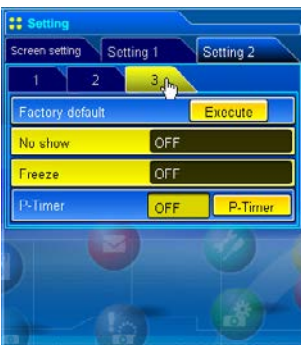 Setting
Screen setting Setting 1 Setting 2
1 2 3
Factory default Execute
No show OFF
Freeze OFF
P-Timer OFF P-Timer